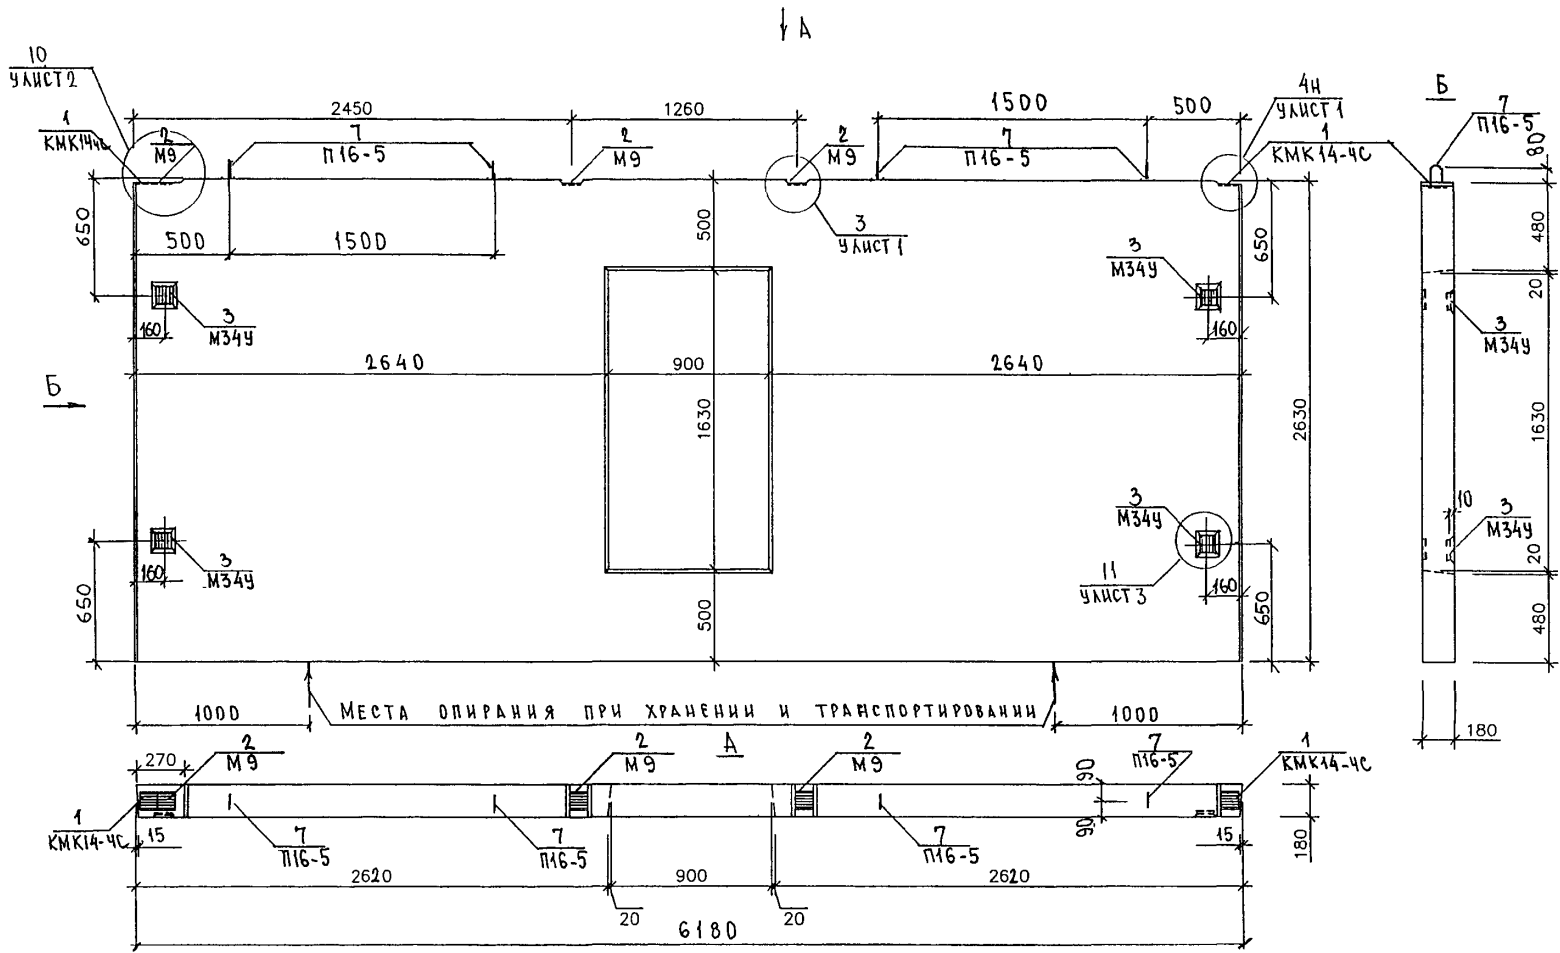 А
10
УЛИСТ 2
1
КМК14-4С
2
М9
2450
7
П16-5
2
М9
1260
2
М9
1500
7
П16-5
500
4Н
УЛИСТ 1
1
КМК14-4С
Б
7
П16-5
80
650
500
1500
500
3
УЛИСТ 1
3
М34У
650
480
20
3
М34У
160
3
М34У
160
2640
900
2640
Б
1630
2630
3
М34У
1630
10
3
М34У
3
М34У
160
650
11
УЛИСТ 3
160
650
500
20
480
1000
МЕСТА ОПИРАНИЯ ПРИ ХРАНЕНИИ И ТРАНСПОРТИРОВАНИИ
1000
180
А
270
2
М9
2
М9
2
М9
7
П16-5
90
1
КМК14-4С
1
КМК14-4С
15
7
П16-5
7
П16-5
7
П16-5
90
15
180
2620
900
2620
20
20
6180